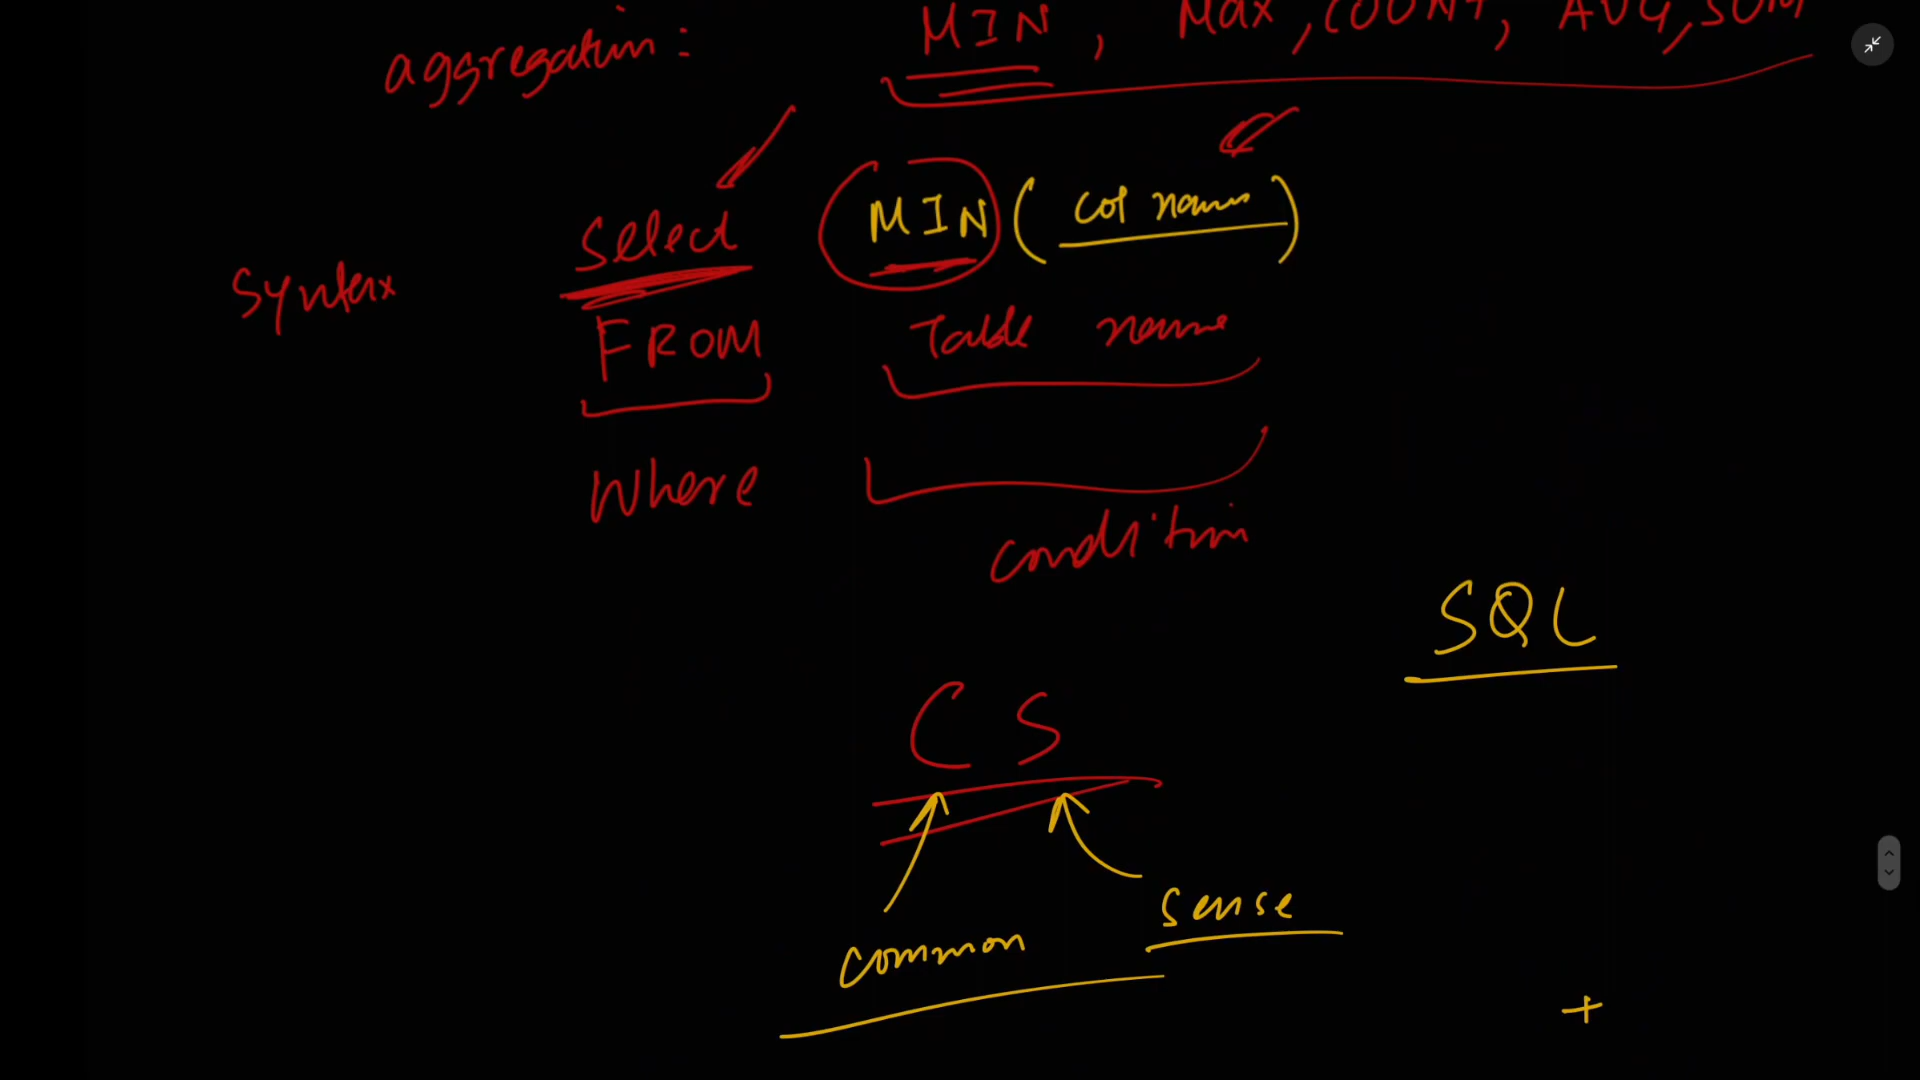 aggregation: MIN, Max, COUNT, AVG, SUM
Select MIN (Col name)
Syntax
FROM Table name
Where
condition
SQL
CS
sense
common
+